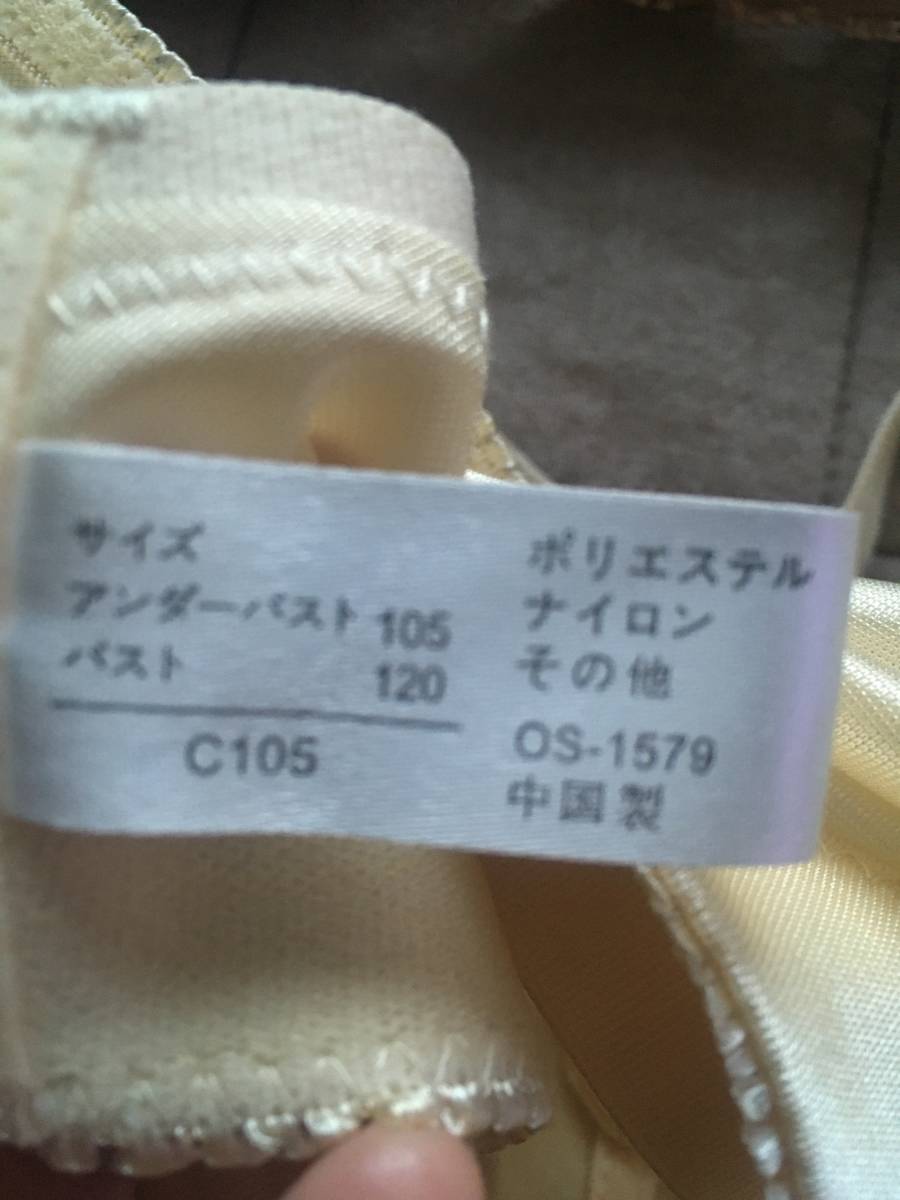 サイズ
アンダーバスト 105
バスト 120
C105
ポリエステル
ナイロン
その他
OS-1579
中国製